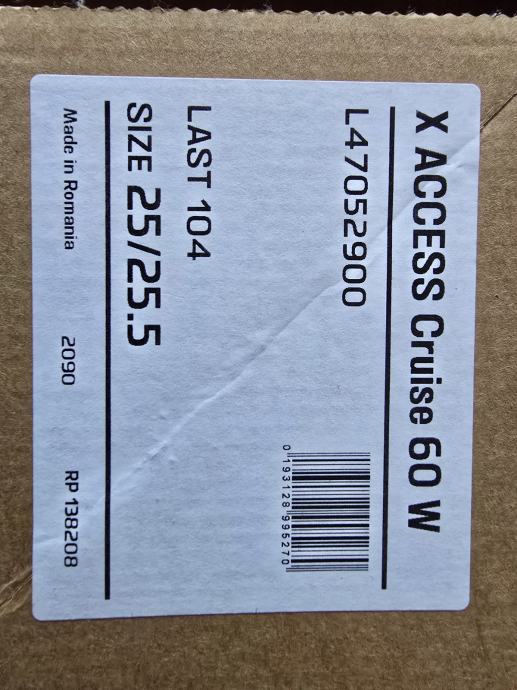 X ACCESS Cruise 60 W
L47052900
0 193128 995270
LAST 104
SIZE 25/25.5
Made in Romania 2090 RP 138208